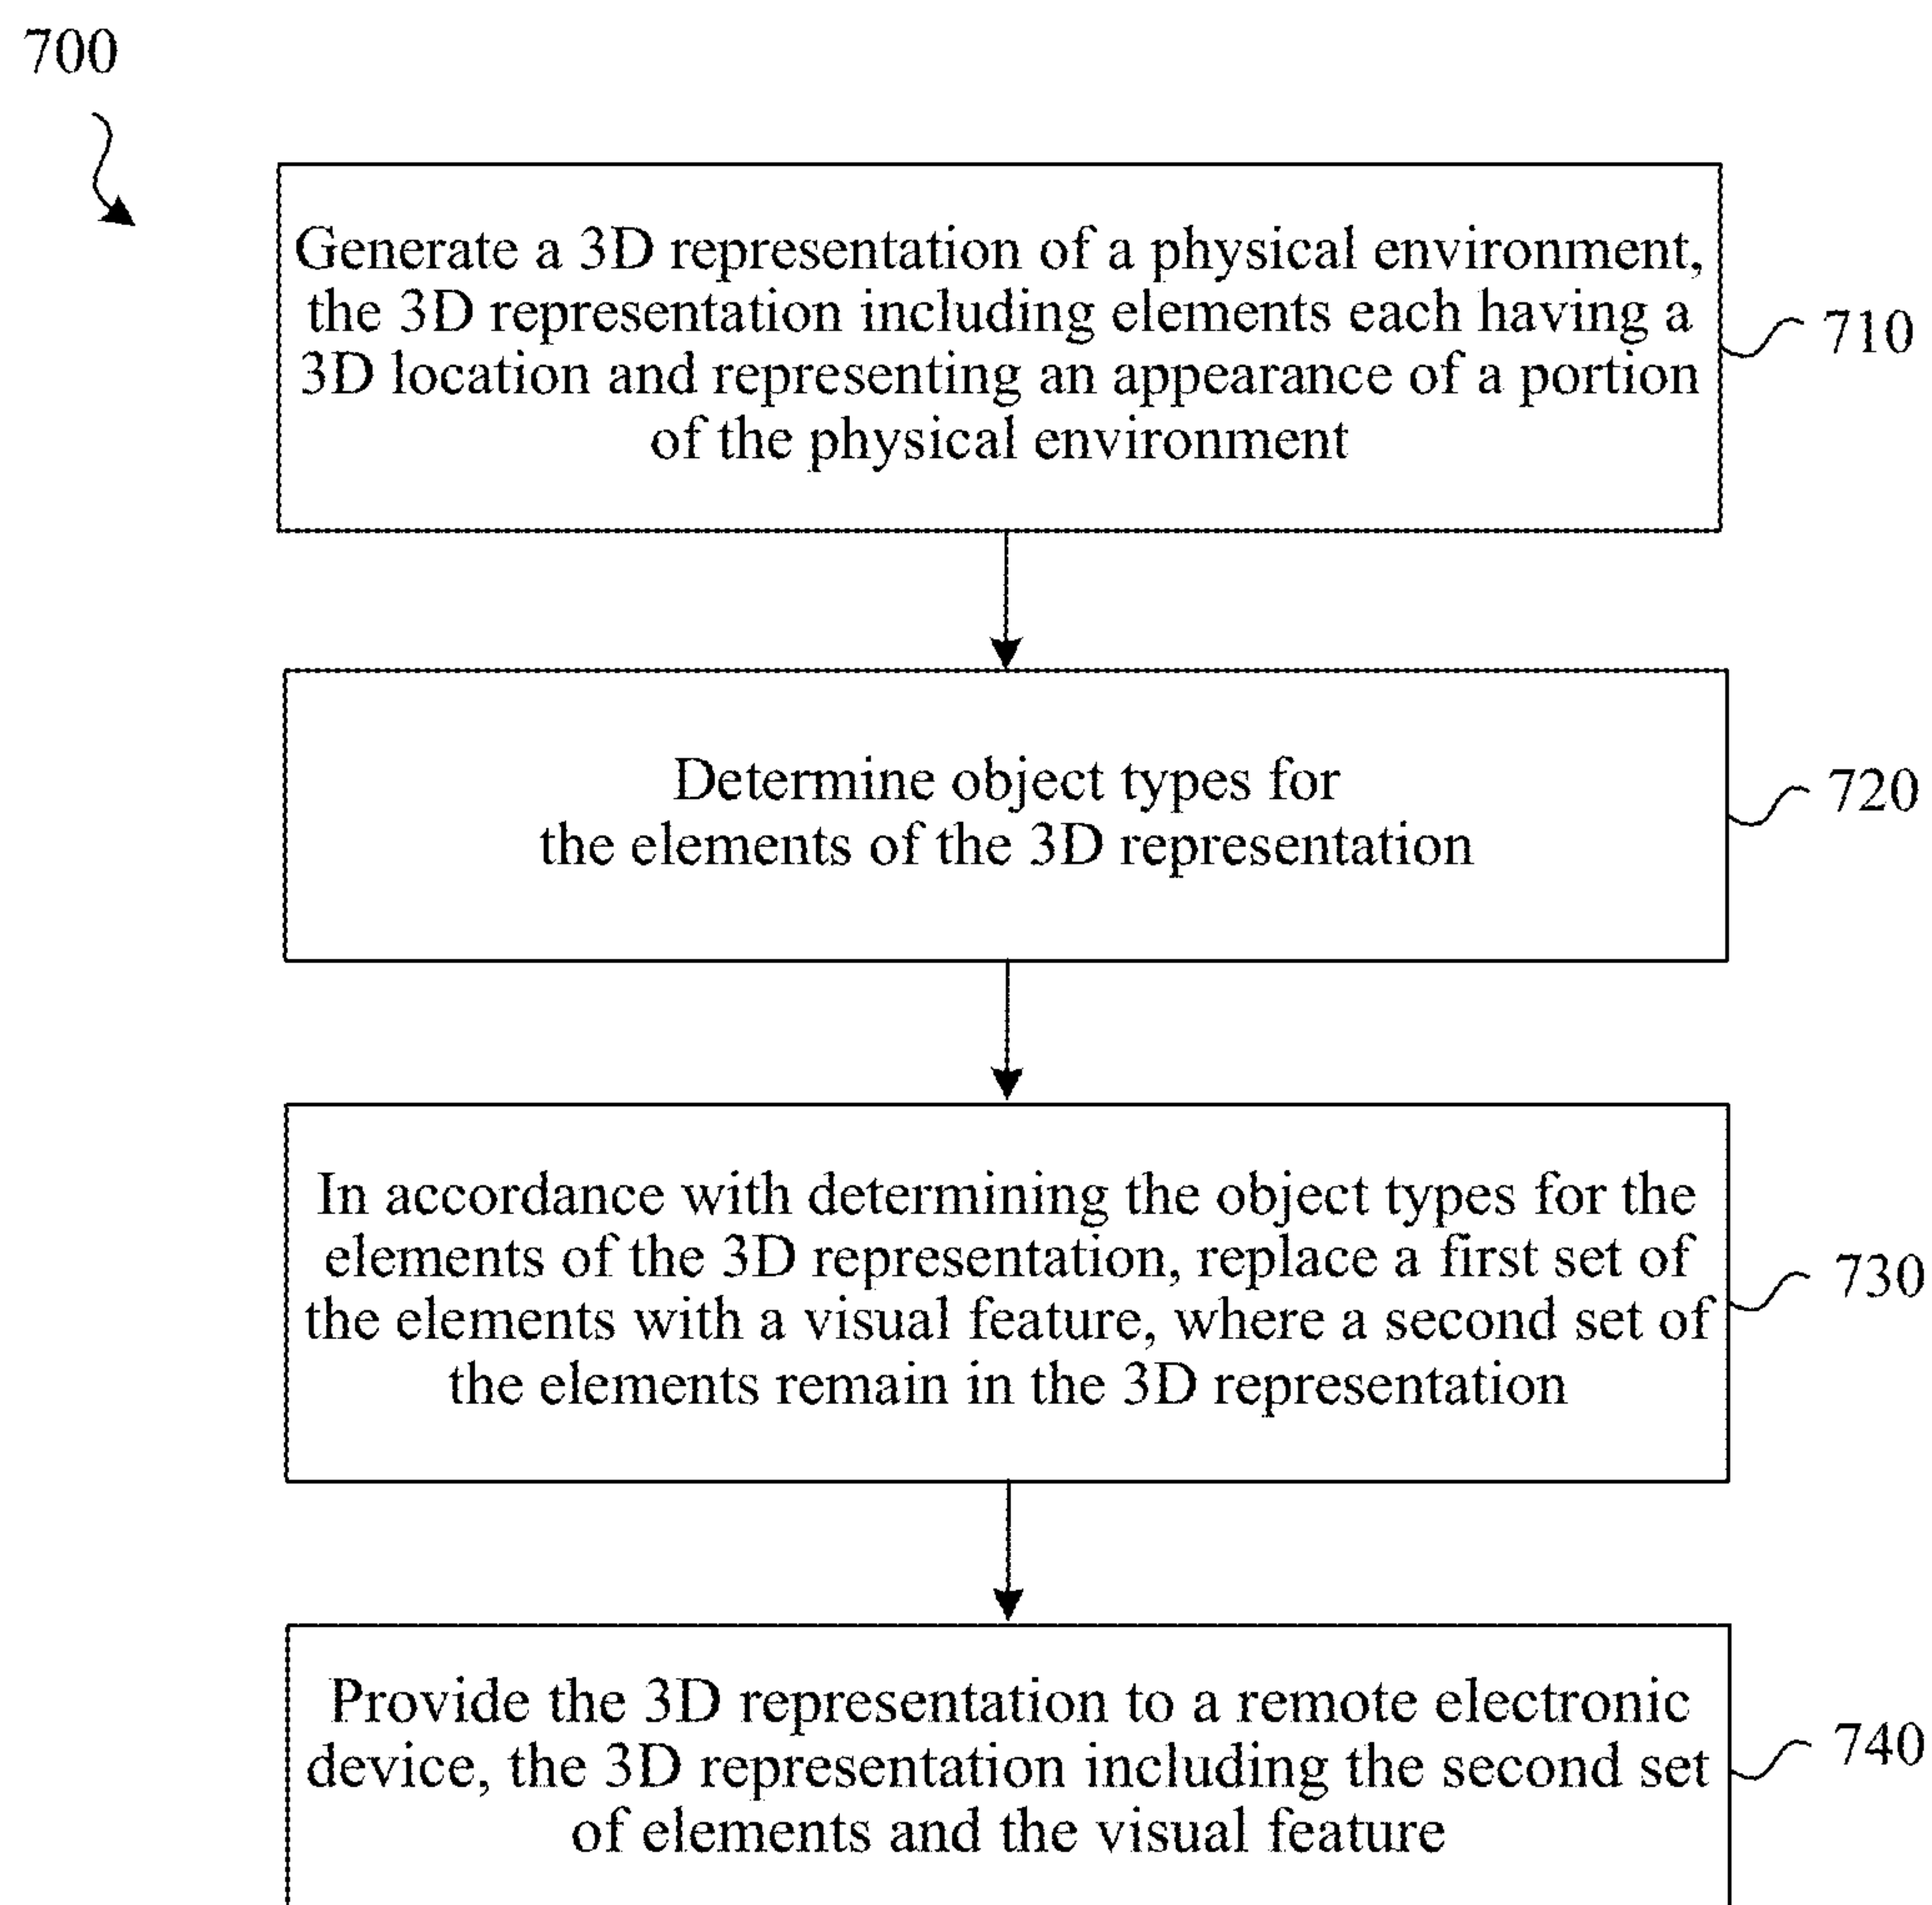 700
Generate a 3D representation of a physical environment,
the 3D representation including elements each having a
3D location and representing an appearance of a portion
of the physical environment
710
Determine object types for
the elements of the 3D representation
720
In accordance with determining the object types for the
elements of the 3D representation, replace a first set of
the elements with a visual feature, where a second set of
the elements remain in the 3D representation
730
Provide the 3D representation to a remote electronic
device, the 3D representation including the second set
of elements and the visual feature
740